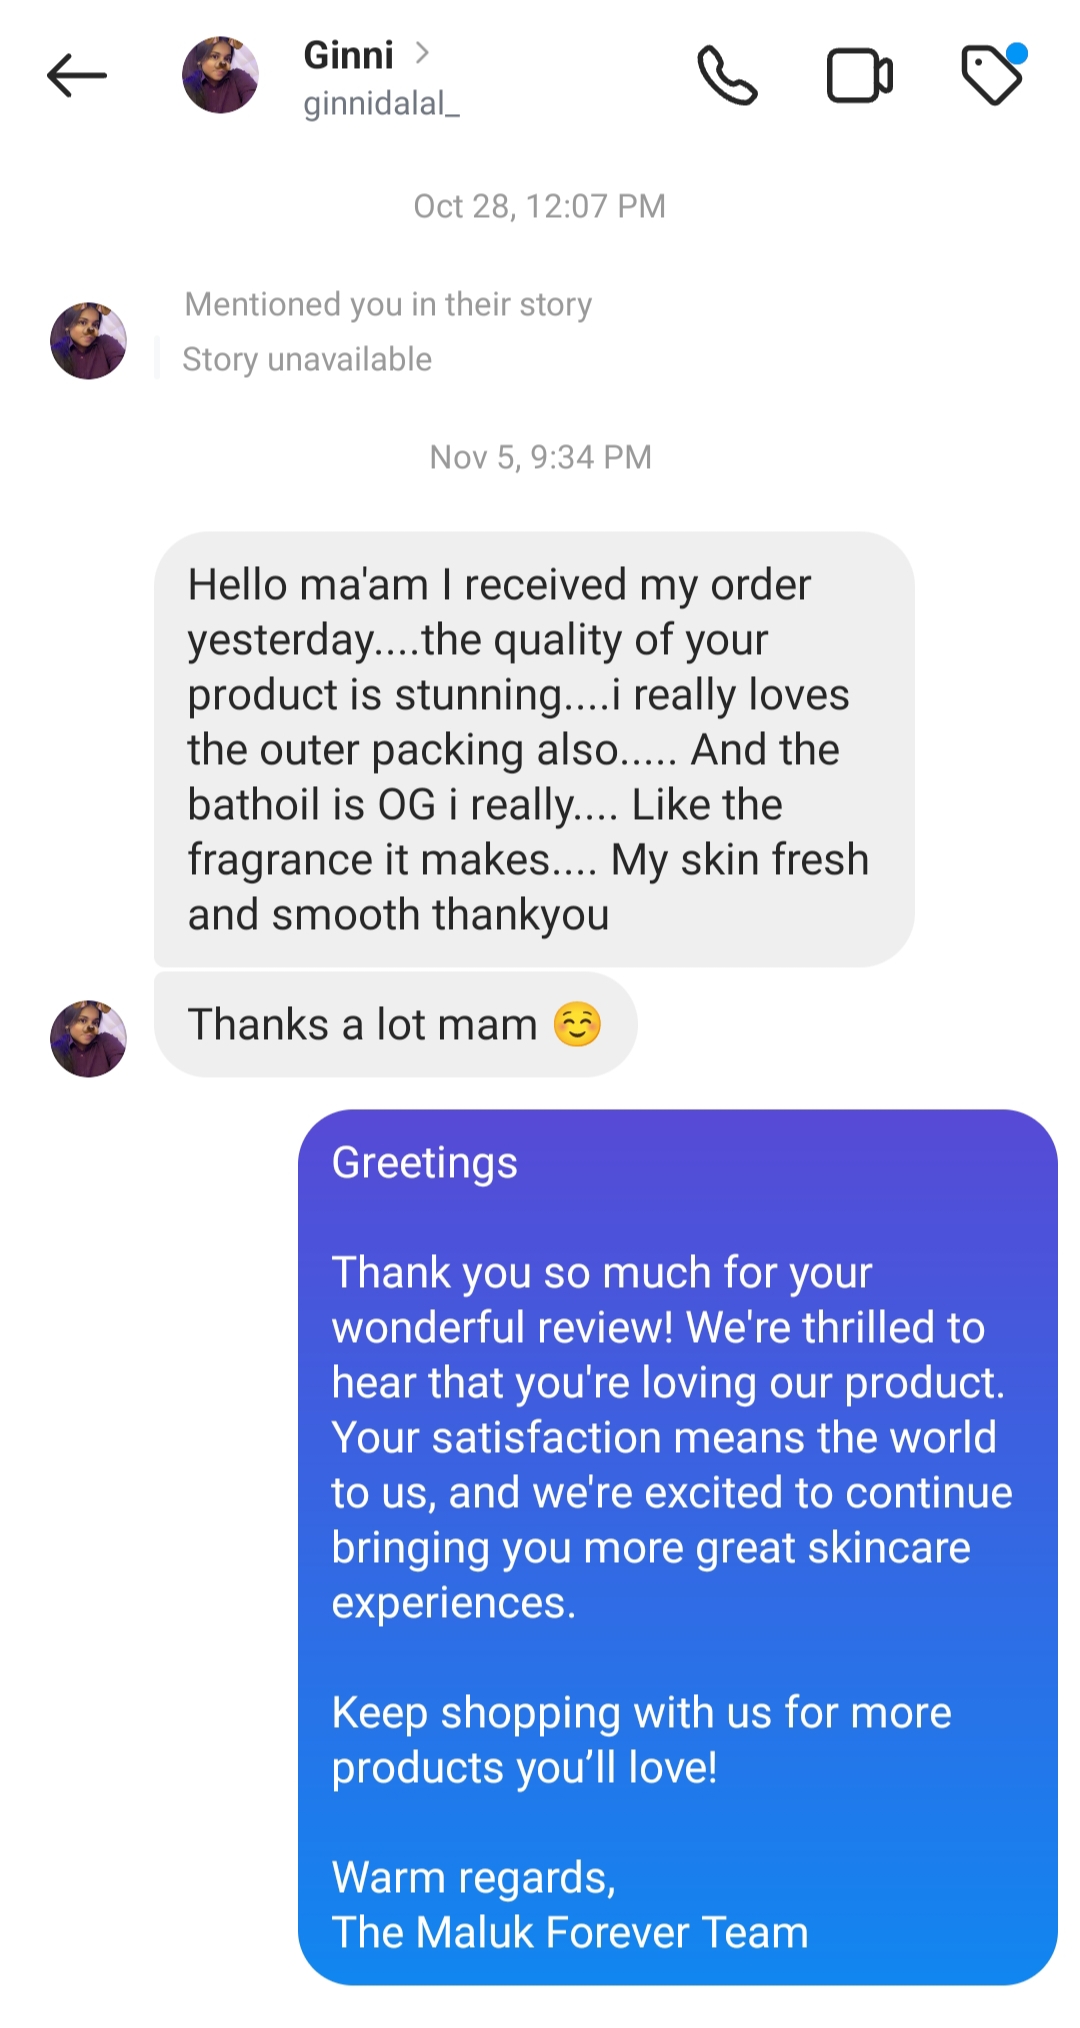 Ginni
ginnidalal_
Oct 28, 12:07 PM
Mentioned you in their story
Story unavailable
Nov 5, 9:34 PM
Hello ma'am I received my order
yesterday....the quality of your
product is stunning....i really loves
the outer packing also..... And the
bathoil is OG i really.... Like the
fragrance it makes.... My skin fresh
and smooth thankyou
Thanks a lot mam ☺️
Greetings
Thank you so much for your
wonderful review! We're thrilled to
hear that you're loving our product.
Your satisfaction means the world
to us, and we're excited to continue
bringing you more great skincare
experiences.
Keep shopping with us for more
products you’ll love!
Warm regards,
The Maluk Forever Team